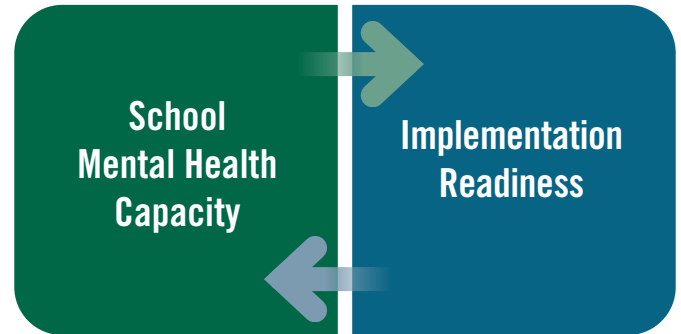 School
Mental Health
Capacity
Implementation
Readiness